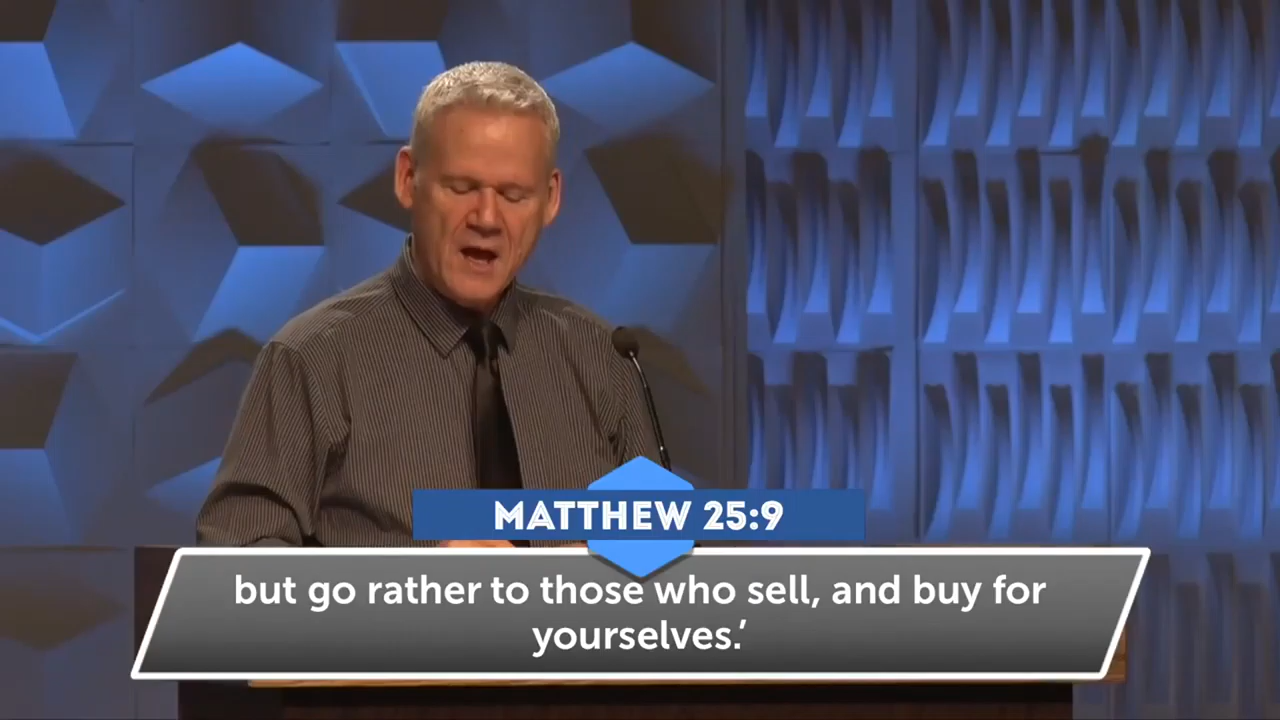 MATTHEW 25:9
but go rather to those who sell, and buy for
yourselves.’